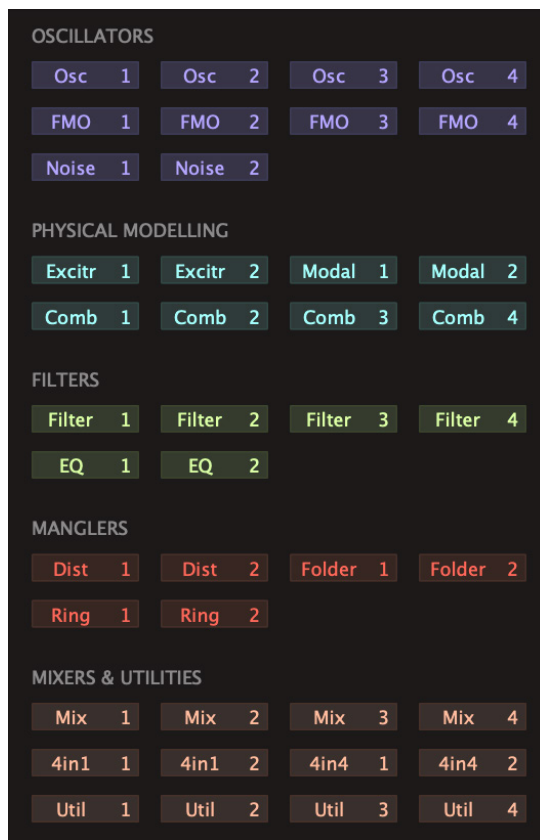 OSCILLATORS
Osc 1 Osc 2 Osc 3 Osc 4
FMO 1 FMO 2 FMO 3 FMO 4
Noise 1 Noise 2
PHYSICAL MODELLING
Excitr 1 Excitr 2 Modal 1 Modal 2
Comb 1 Comb 2 Comb 3 Comb 4
FILTERS
Filter 1 Filter 2 Filter 3 Filter 4
EQ 1 EQ 2
MANGLERS
Dist 1 Dist 2 Folder 1 Folder 2
Ring 1 Ring 2
MIXERS & UTILITIES
Mix 1 Mix 2 Mix 3 Mix 4
4in1 1 4in1 2 4in4 1 4in4 2
Util 1 Util 2 Util 3 Util 4